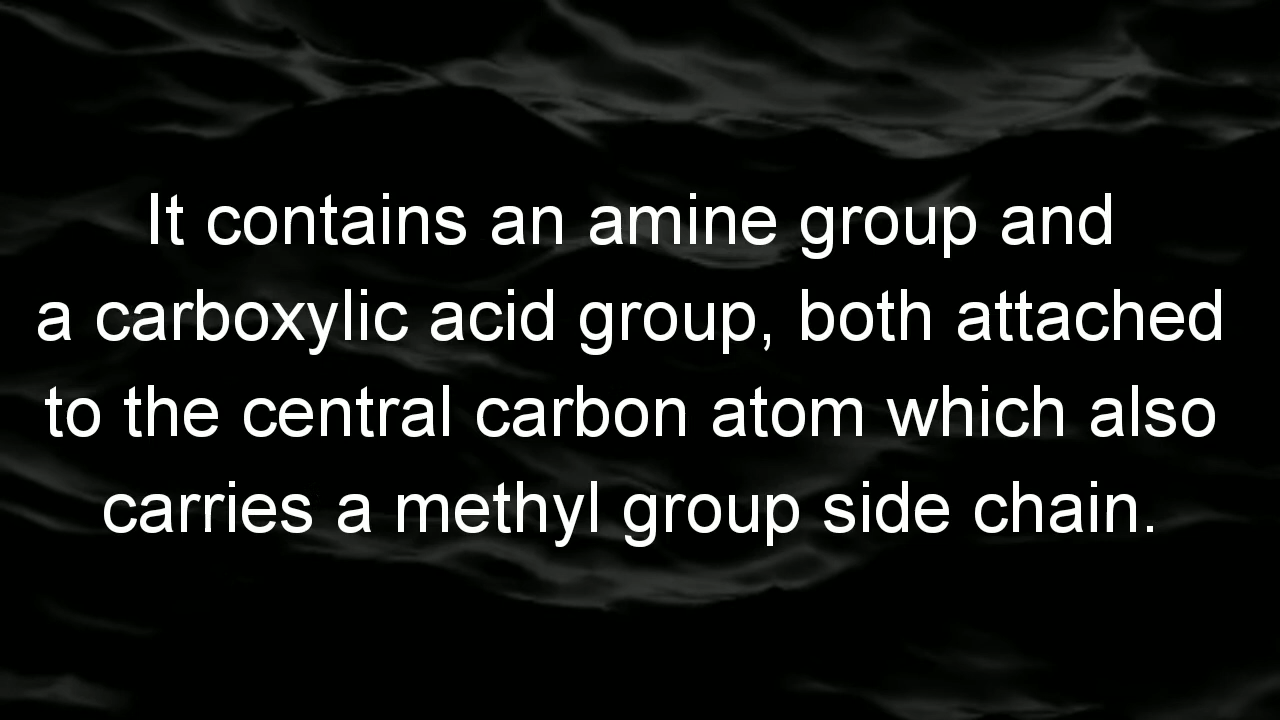 It contains an amine group and
a carboxylic acid group, both attached
to the central carbon atom which also
carries a methyl group side chain.